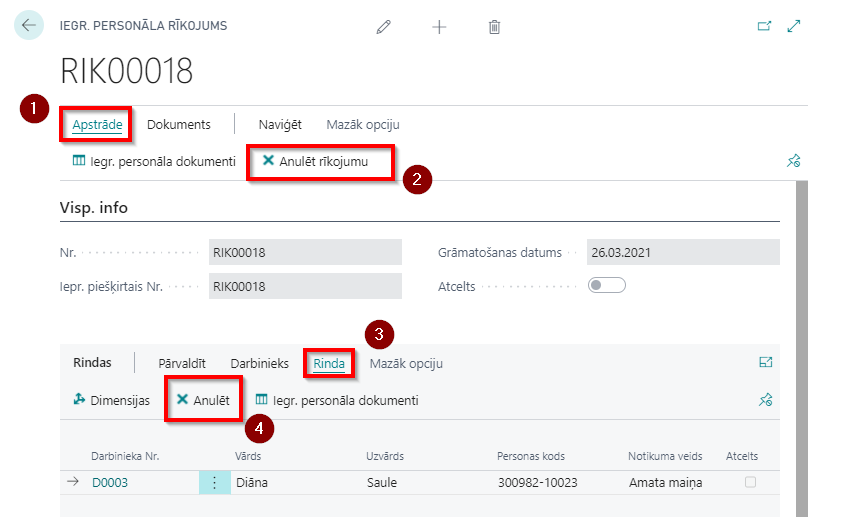 IEGR. PERSONĀLA RĪKOJUMS
RIK00018
1
Apstrāde Dokuments Naviģēt Mazāk opciju
Iegr. personāla dokumenti Anulēt rīkojumu
2
Visp. info
Nr. RIK00018 Grāmatošanas datums 26.03.2021
Iepr. piešķirtais Nr. RIK00018 Atcelts
3
Rindas Pārvaldīt Darbinieks Rinda Mazāk opciju
Dimensijas Anulēt Iegr. personāla dokumenti
4
Darbinieka Nr. Vārds Uzvārds Personas kods Notikuma veids Atcelts
D0003 Diāna Saule 300982-10023 Amata maiņa